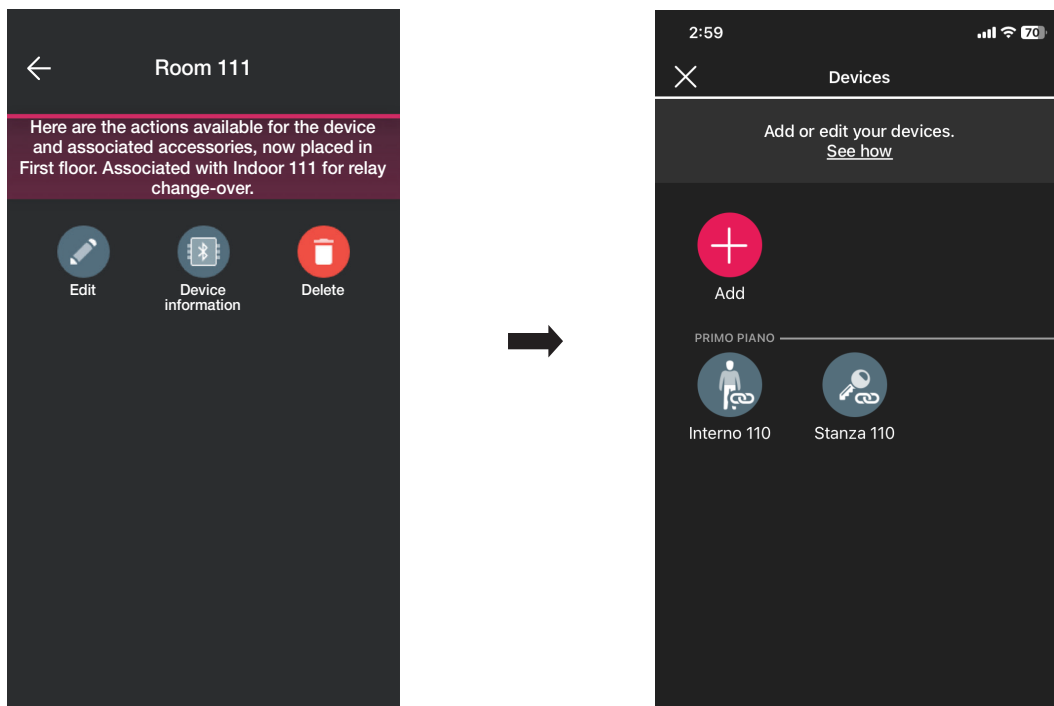 Room 111
Here are the actions available for the device
and associated accessories, now placed in
First floor. Associated with Indoor 111 for relay
change-over.
Edit
Device
information
Delete
2:59
70
Devices
Add or edit your devices.
See how
Add
PRIMO PIANO
Interno 110
Stanza 110